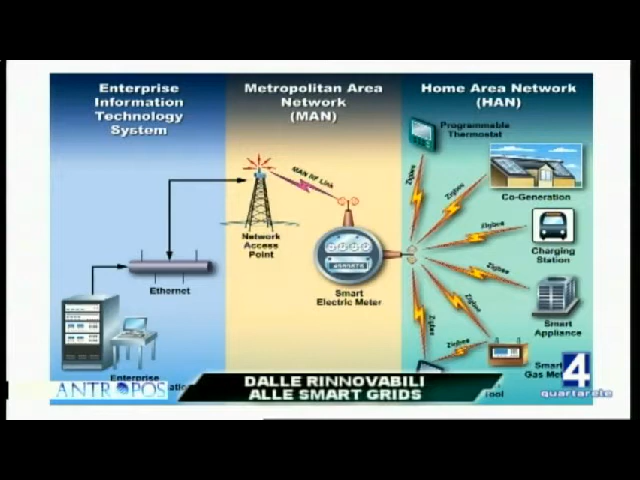 Enterprise
Information
Technology
System
Metropolitan Area
Network
(MAN)
Home Area Network
(HAN)
Programmable
Thermostat
MAN RF Link
Zigbee
Zigbee
Co-Generation
Network
Access
Point
Zigbee
Charging
Station
Ethernet
Smart
Electric Meter
Zigbee
Zigbee
Smart
Appliance
Zigbee
Zigbee
Smart
Gas
Enterprise
ANTROPOS
DALLE RINNOVABILI
ALLE SMART GRIDS
4
quartarete